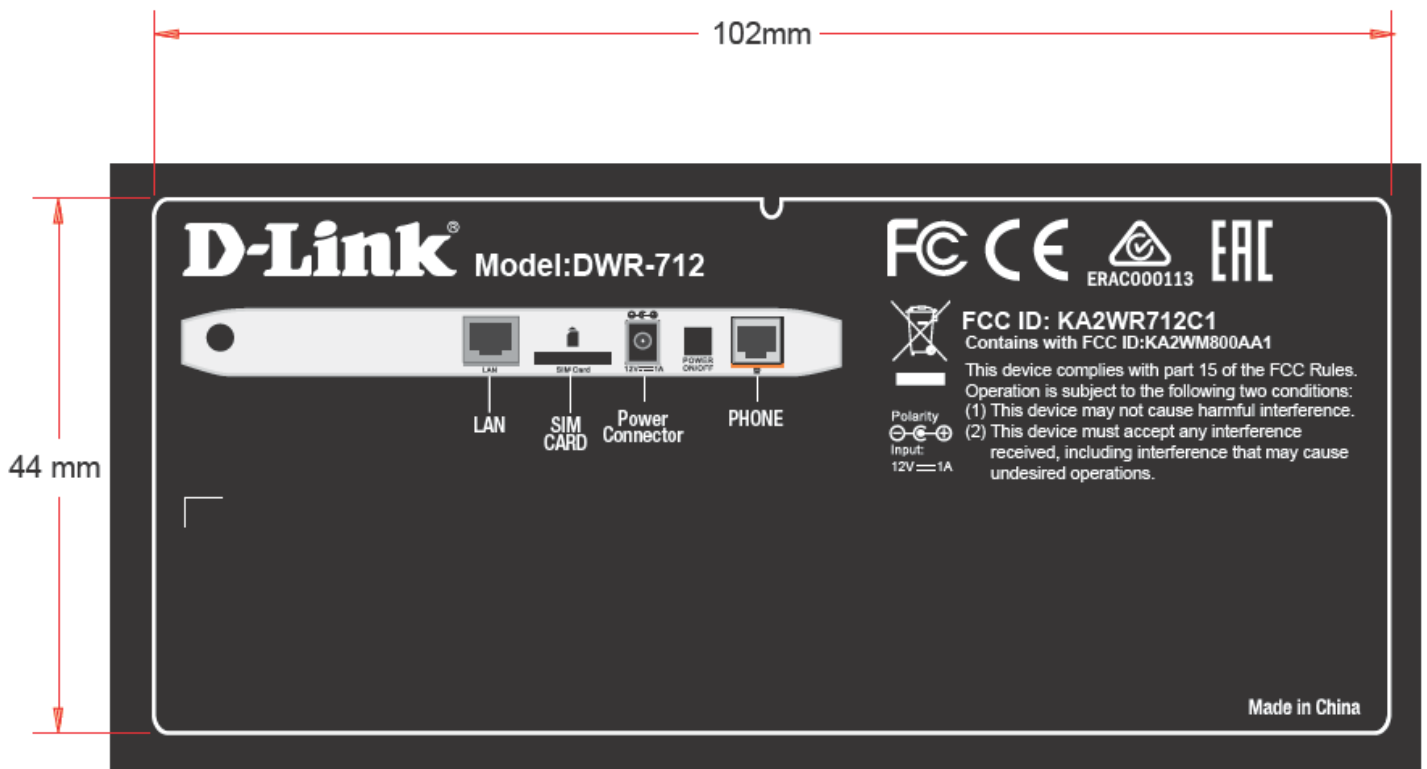 102mm
44 mm
D-Link®
Model:DWR-712
FC CE
ERAC000113
EAC
FCC ID: KA2WR712C1
Contains with FCC ID:KA2WM800AA1
This device complies with part 15 of the FCC Rules.
Operation is subject to the following two conditions:
(1) This device may not cause harmful interference.
(2) This device must accept any interference
received, including interference that may cause
undesired operations.
Polarity
Input:
12V 1A
LAN
SIM Card
12V 1A
POWER
ON/OFF
LAN
SIM
CARD
Power
Connector
PHONE
Made in China